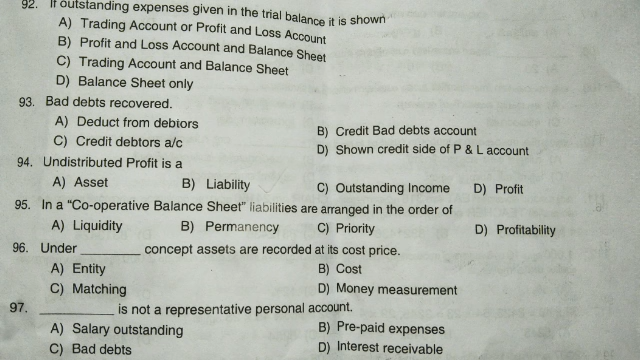 92. If outstanding expenses given in the trial balance it is shown
A) Trading Account or Profit and Loss Account
B) Profit and Loss Account and Balance Sheet
C) Trading Account and Balance Sheet
D) Balance Sheet only
93. Bad debts recovered.
A) Deduct from debtors B) Credit Bad debts account
C) Credit debtors a/c D) Shown credit side of P & L account
94. Undistributed Profit is a
A) Asset B) Liability C) Outstanding Income D) Profit
95. In a “Co-operative Balance Sheet” liabilities are arranged in the order of
A) Liquidity B) Permanency C) Priority D) Profitability
96. Under ________ concept assets are recorded at its cost price.
A) Entity B) Cost
C) Matching D) Money measurement
97. __________ is not a representative personal account.
A) Salary outstanding B) Pre-paid expenses
C) Bad debts D) Interest receivable